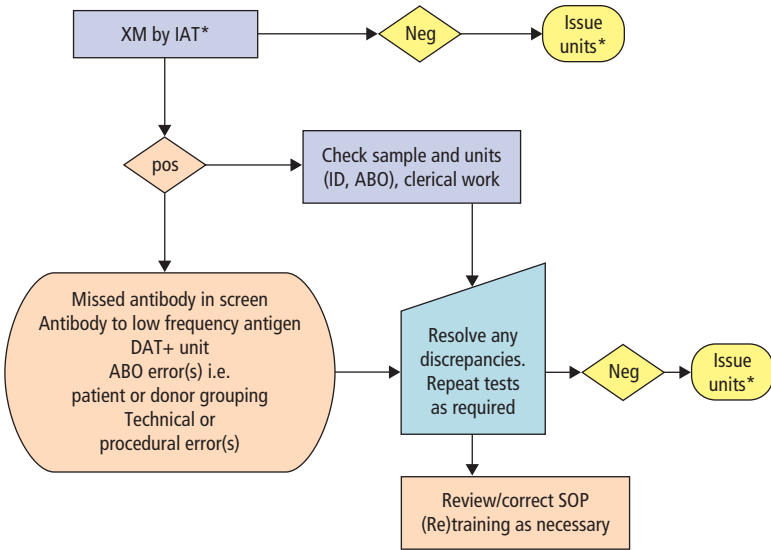 XM by IAT*
Neg
Issue
units*
pos
Check sample and units
(ID, ABO), clerical work
Missed antibody in screen
Antibody to low frequency antigen
DAT+ unit
ABO error(s) i.e.
patient or donor grouping
Technical or
procedural error(s)
Resolve any
discrepancies.
Repeat tests
as required
Neg
Issue
units*
Review/correct SOP
(Re)training as necessary